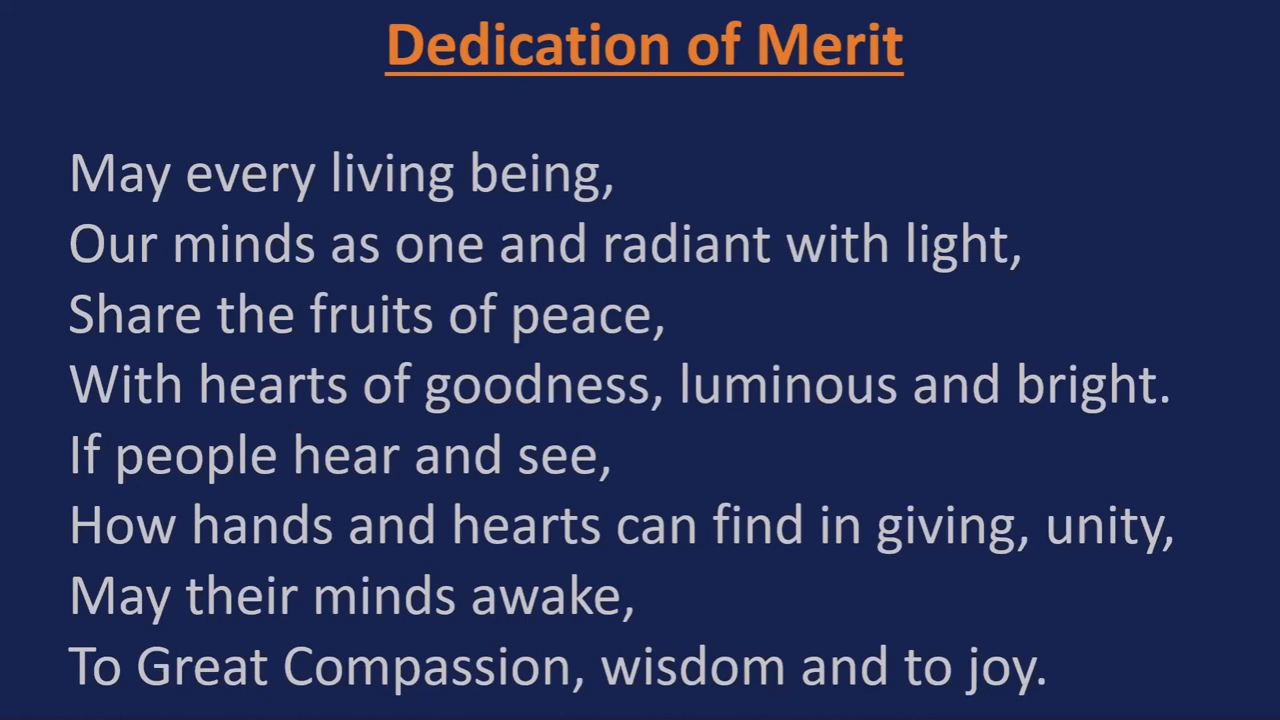 Dedication of Merit
May every living being,
Our minds as one and radiant with light,
Share the fruits of peace,
With hearts of goodness, luminous and bright.
If people hear and see,
How hands and hearts can find in giving, unity,
May their minds awake,
To Great Compassion, wisdom and to joy.